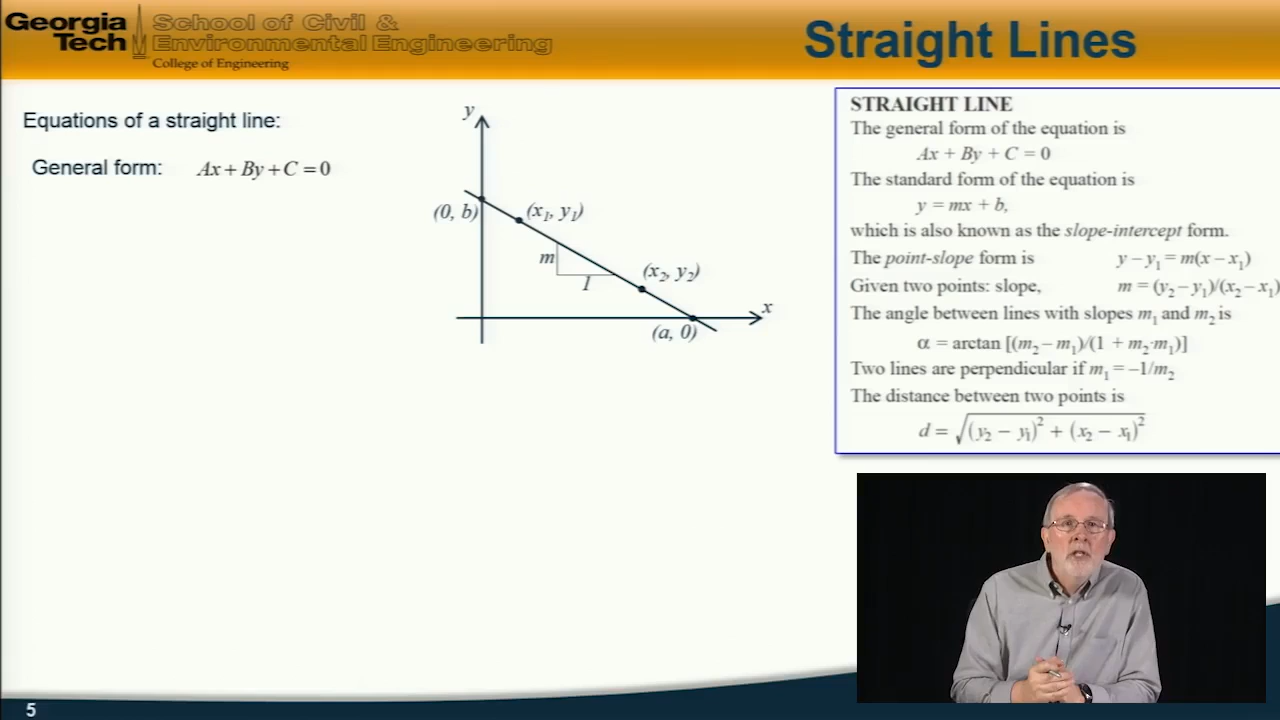 Georgia Tech
School of Civil &
Environmental Engineering
College of Engineering
Straight Lines
Equations of a straight line:
General form: Ax + By + C = 0
y
(0, b)
(x₁, y₁)
m
1
(x₂, y₂)
x
(a, 0)
STRAIGHT LINE
The general form of the equation is
Ax + By + C = 0
The standard form of the equation is
y = mx + b,
which is also known as the slope-intercept form.
The point-slope form is y – y₁ = m(x – x₁)
Given two points: slope, m = (y₂ – y₁)/(x₂ – x₁)
The angle between lines with slopes m₁ and m₂ is
α = arctan [(m₂ – m₁)/(1 + m₂·m₁)]
Two lines are perpendicular if m₁ = –1/m₂
The distance between two points is
d = √(y₂ – y₁)² + (x₂ – x₁)²
5